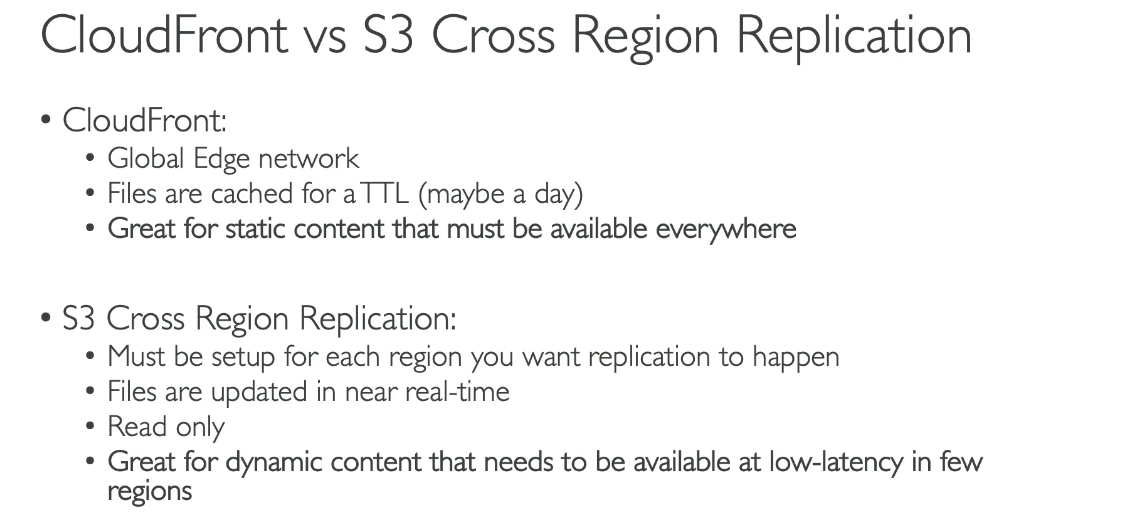 CloudFront vs S3 Cross Region Replication
• CloudFront:
• Global Edge network
• Files are cached for a TTL (maybe a day)
• Great for static content that must be available everywhere
• S3 Cross Region Replication:
• Must be setup for each region you want replication to happen
• Files are updated in near real-time
• Read only
• Great for dynamic content that needs to be available at low-latency in few
regions